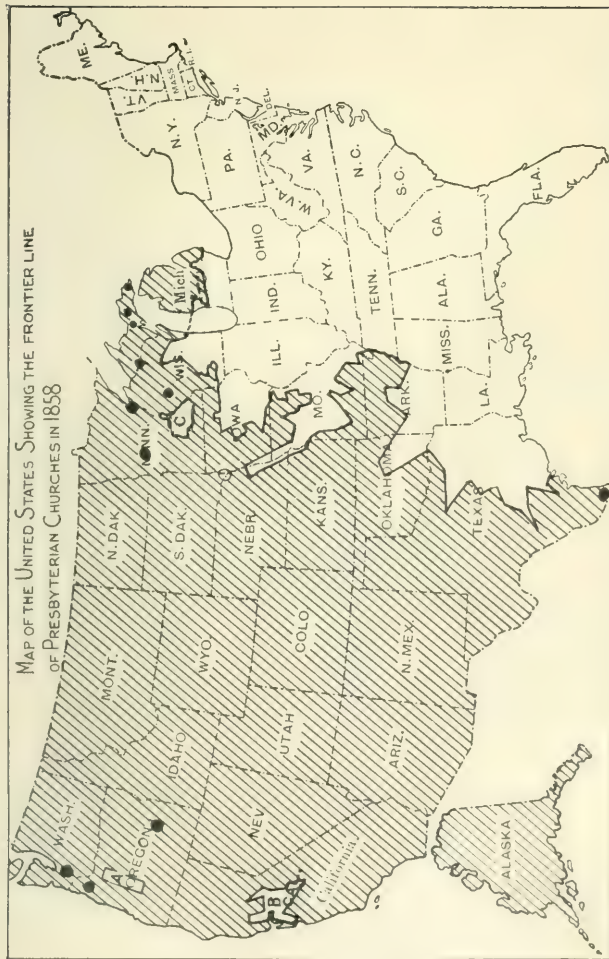 MAP OF THE UNITED STATES SHOWING THE FRONTIER LINE
OF PRESBYTERIAN CHURCHES IN 1858
WASH.
OREGON
A
IDAHO
MONT.
N. DAK.
S. DAK.
MINN.
C
WIS.
Mich.
WYO.
NEBR.
IOWA
ILL.
IND.
OHIO
PA.
N.Y.
VT.
N.H.
ME.
MASS
CT.
R.I.
N.J.
DEL.
MD.
B
CAL.
California
NEV.
UTAH
COLO
KANS.
MO.
KY.
W.VA
VA.
ARIZ.
N.MEX.
OKLAHOMA
ARK.
TENN.
N.C.
S.C.
TEXAS
LA.
MISS.
ALA.
GA.
FLA.
ALASKA